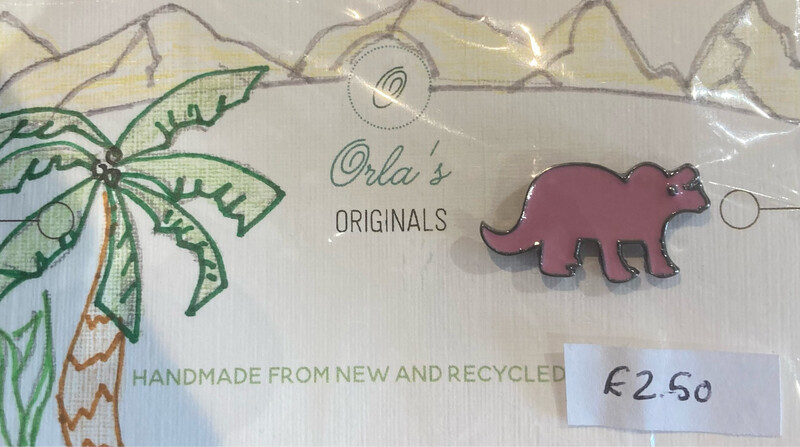 O
Orla's
ORIGINALS
HANDMADE FROM NEW AND RECYCLED
£2.50